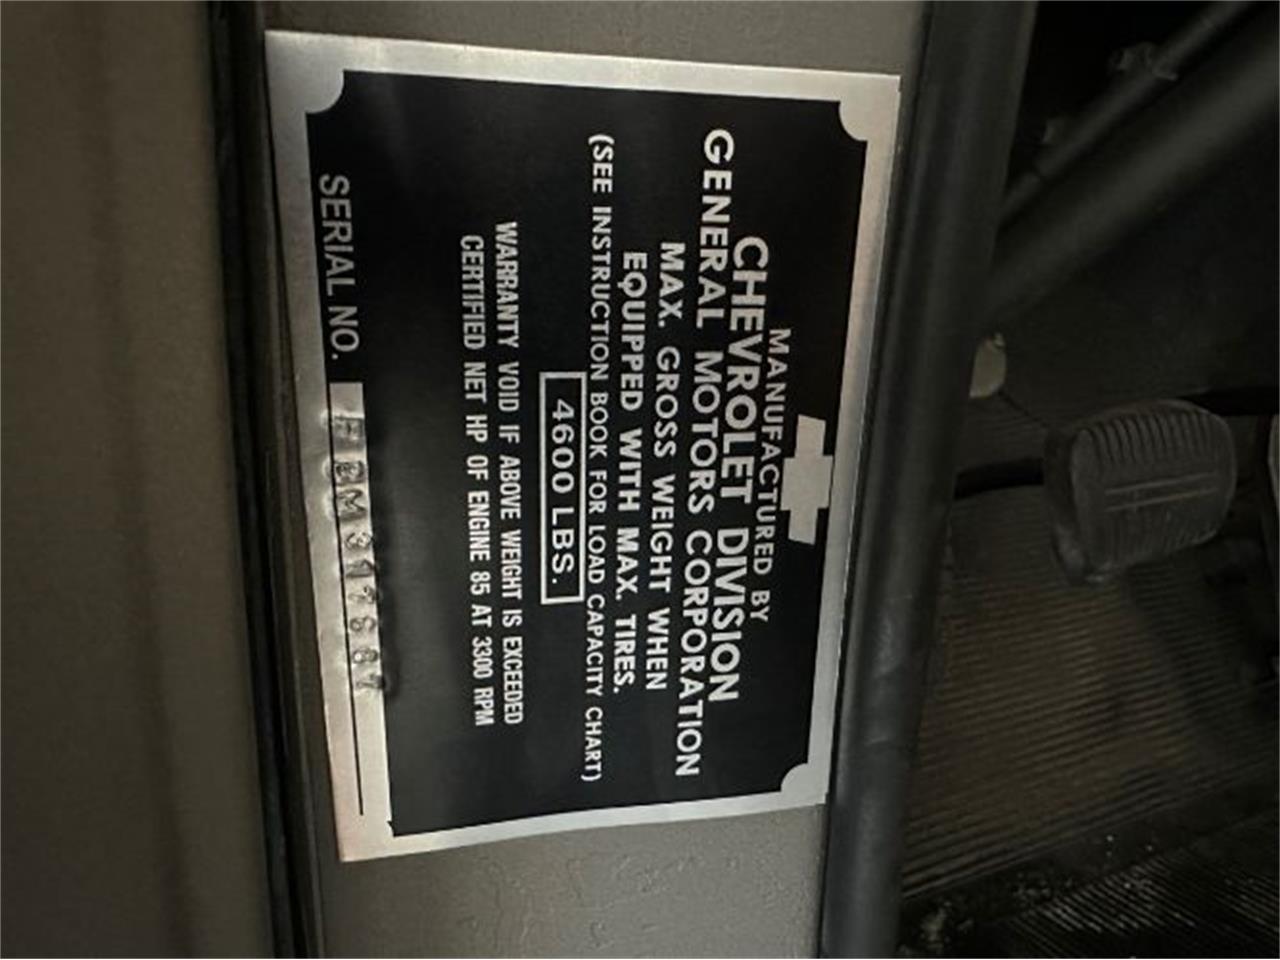 MANUFACTURED BY
CHEVROLET DIVISION
GENERAL MOTORS CORPORATION
MAX. GROSS WEIGHT WHEN
EQUIPPED WITH MAX. TIRES.
(SEE INSTRUCTION BOOK FOR LOAD CAPACITY CHART)
4600 LBS.
WARRANTY VOID IF ABOVE WEIGHT IS EXCEEDED
CERTIFIED NET HP OF ENGINE 85 AT 3300 RPM
SERIAL NO.